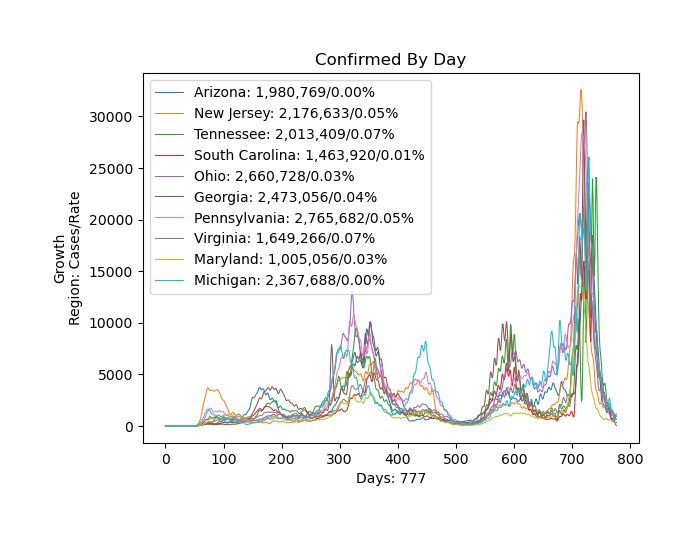 Confirmed By Day
Growth
Region: Cases/Rate
30000
25000
20000
15000
10000
5000
0
Arizona: 1,980,769/0.00%
New Jersey: 2,176,633/0.05%
Tennessee: 2,013,409/0.07%
South Carolina: 1,463,920/0.01%
Ohio: 2,660,728/0.03%
Georgia: 2,473,056/0.04%
Pennsylvania: 2,765,682/0.05%
Virginia: 1,649,266/0.07%
Maryland: 1,005,056/0.03%
Michigan: 2,367,688/0.00%
0 100 200 300 400 500 600 700 800
Days: 777